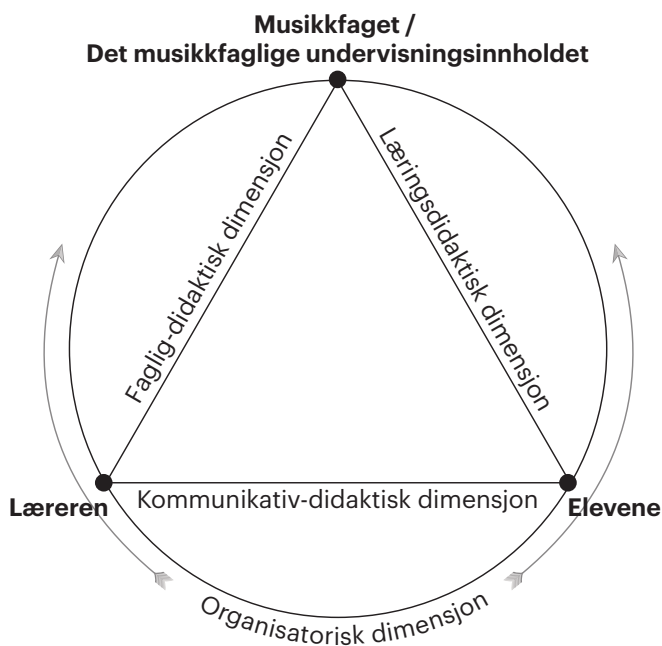 Musikkfaget /
Det musikkfaglige undervisningsinnholdet
Faglig-didaktisk dimensjon
Læringsdidaktisk dimensjon
Læreren
Kommunikativ-didaktisk dimensjon
Elevene
Organisatorisk dimensjon